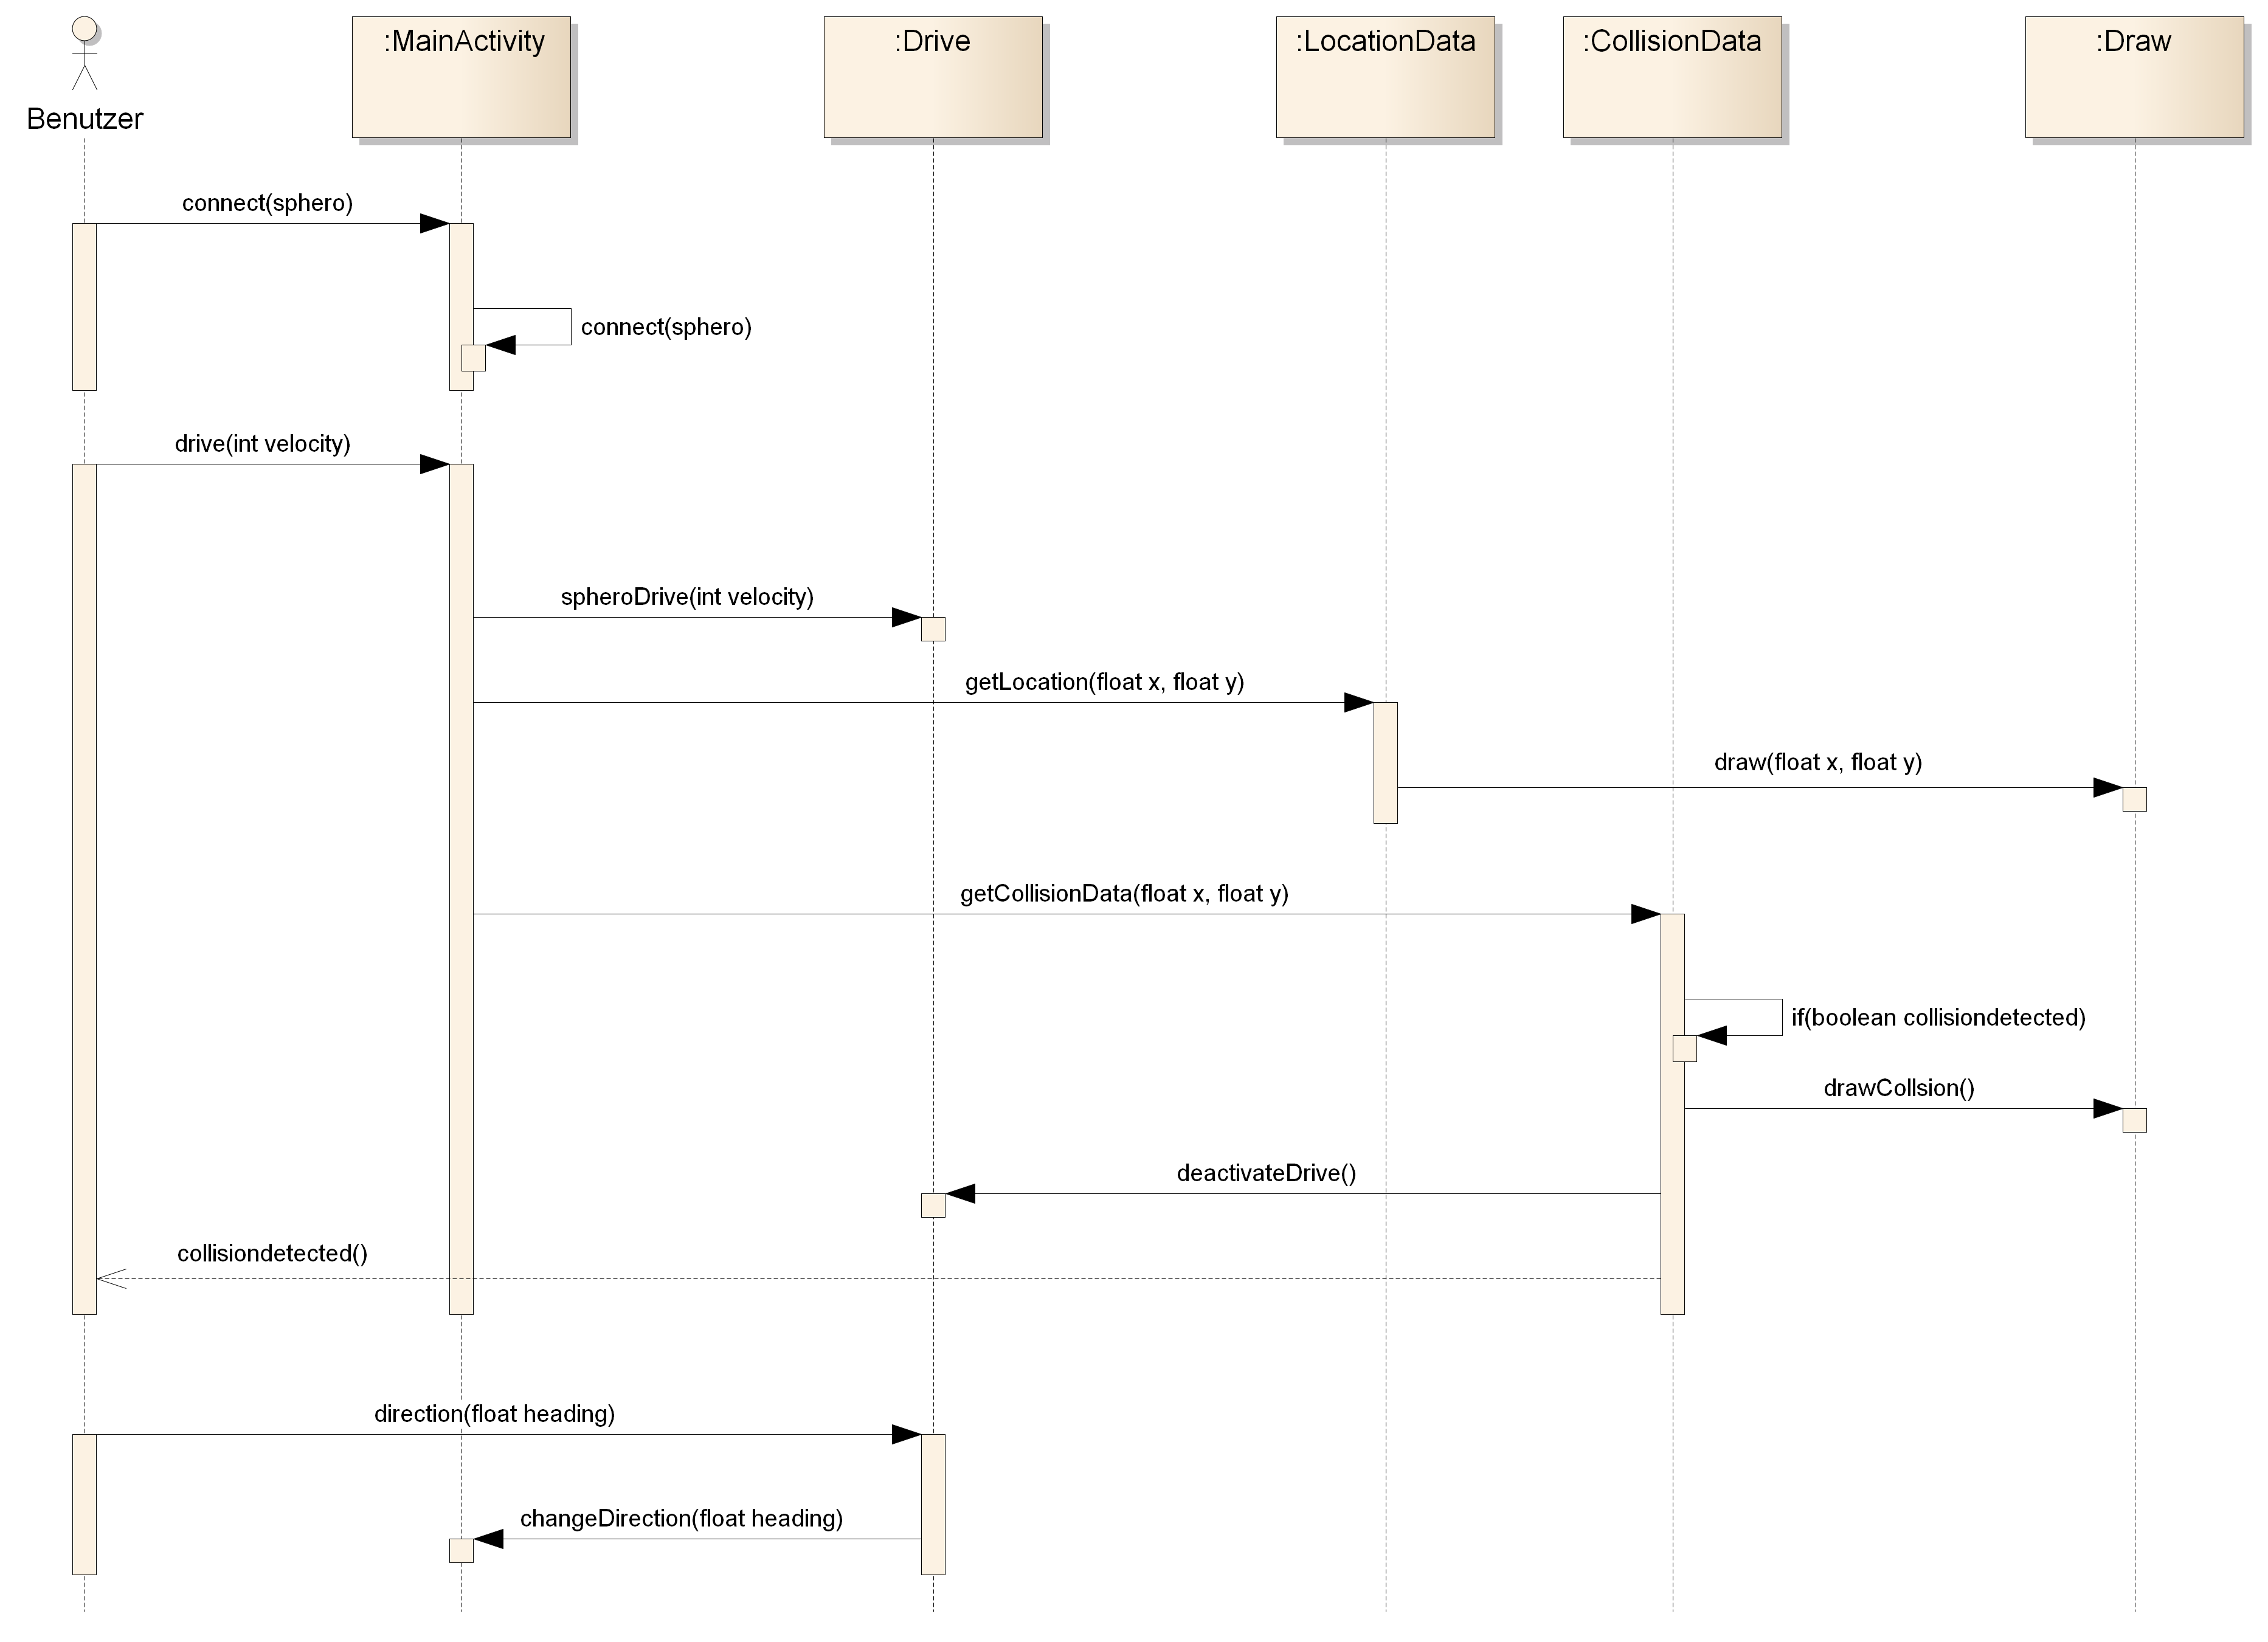 Benutzer
:MainActivity
:Drive
:LocationData
:CollisionData
:Draw
connect(sphero)
connect(sphero)
drive(int velocity)
spheroDrive(int velocity)
getLocation(float x, float y)
draw(float x, float y)
getCollisionData(float x, float y)
if(boolean collisiondetected)
drawCollsion()
deactivateDrive()
collisiondetected()
direction(float heading)
changeDirection(float heading)